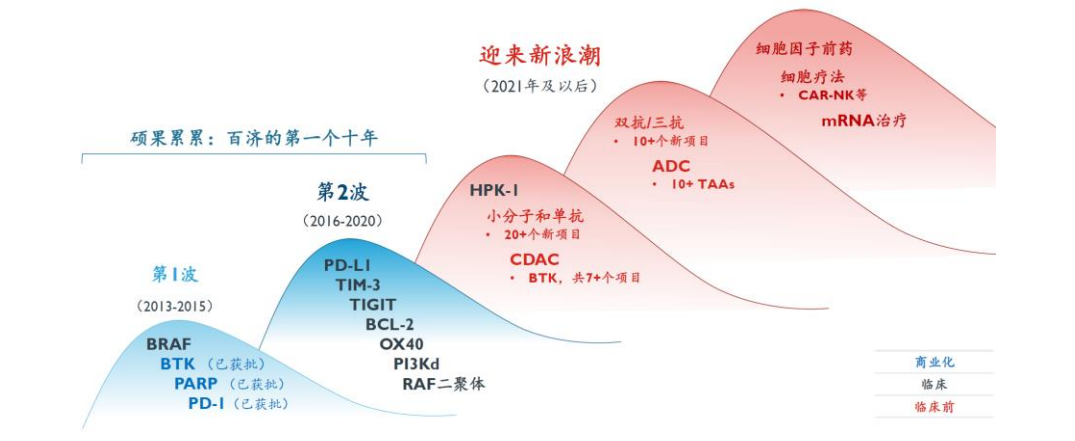 硕果累累：百济的第一个十年
第1波
（2013-2015）
BRAF
BTK（已获批）
PARP（已获批）
PD-1（已获批）
第2波
（2016-2020）
PD-L1
TIM-3
TIGIT
BCL-2
OX40
PI3Kd
RAF二聚体
迎来新浪潮
（2021年及以后）
HPK-1
小分子和单抗
• 20+个新项目
CDAC
• BTK，共7+个项目
双抗/三抗
• 10+个新项目
ADC
• 10+ TAAs
细胞因子前药
细胞疗法
• CAR-NK等
mRNA治疗
商业化
临床
临床前